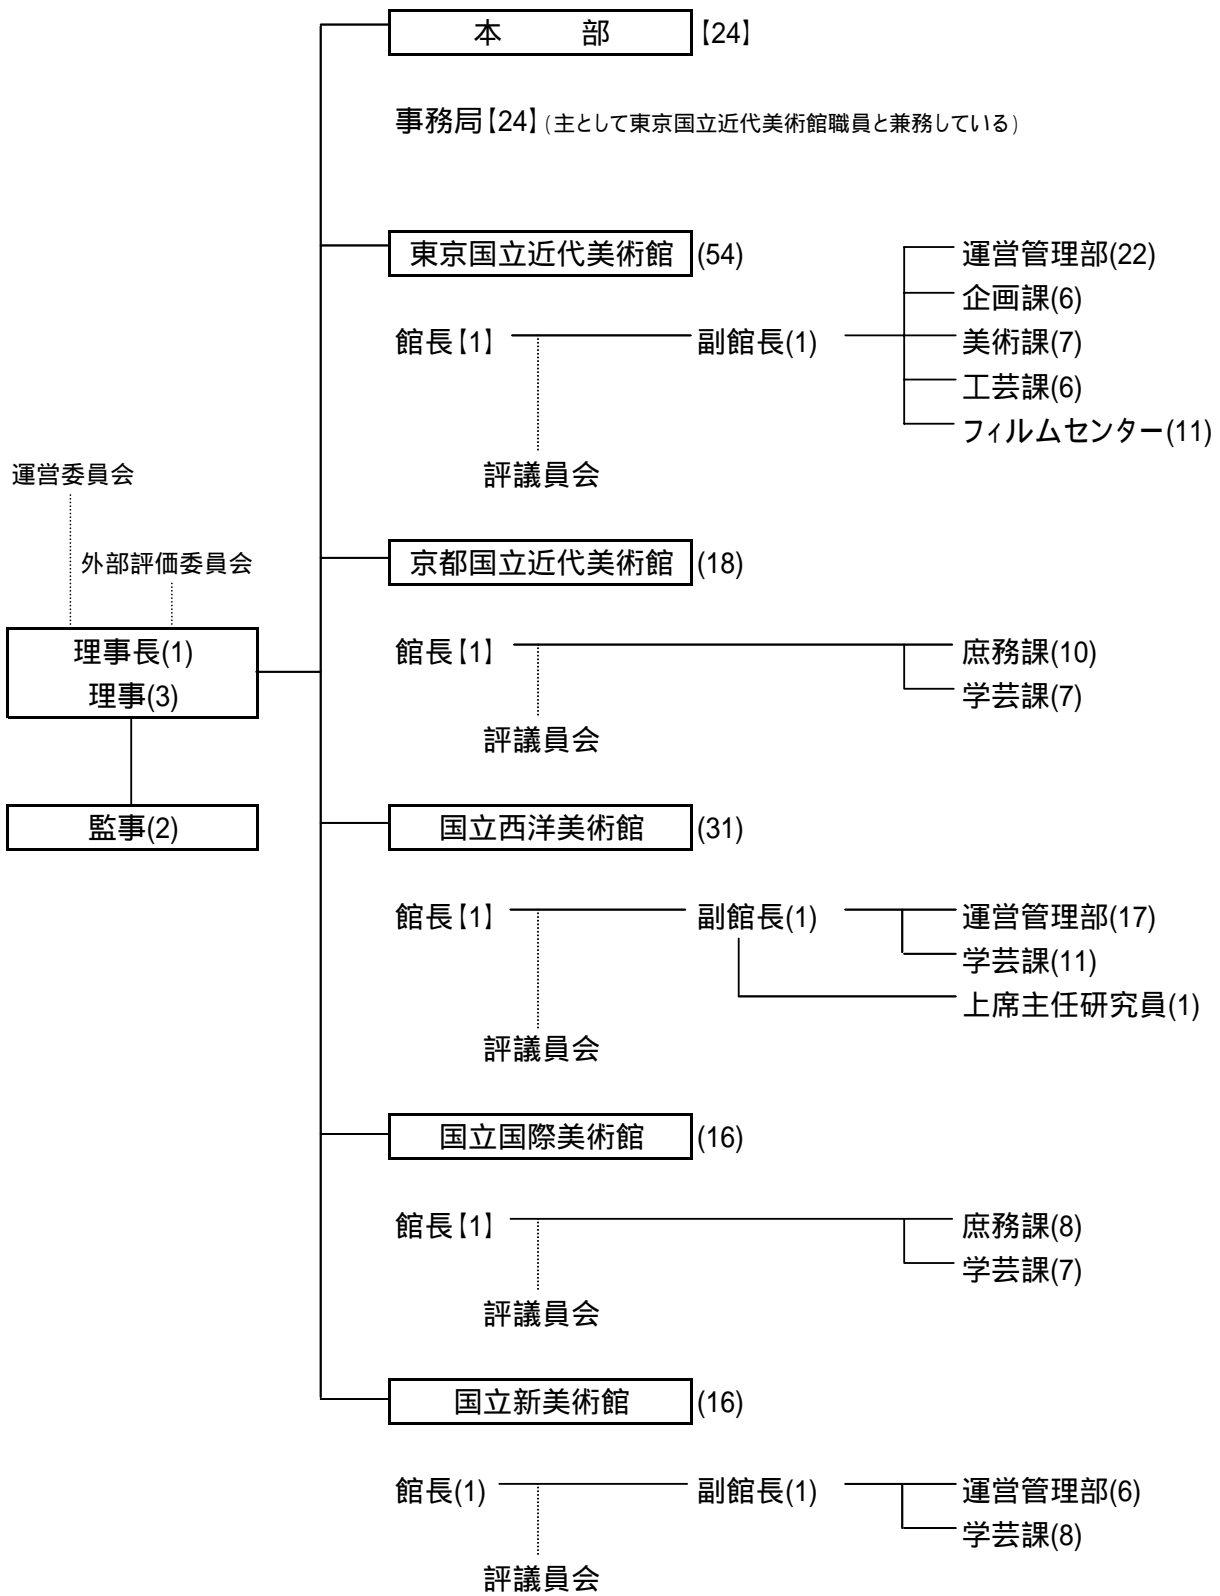 本　部【24】
事務局【24】(主として東京国立近代美術館職員と兼務している)
東京国立近代美術館(54)
運営管理部(22)
企画課(6)
館長【1】 副館長(1) 美術課(7)
工芸課(6)
フィルムセンター(11)
評議員会
運営委員会
外部評価委員会
理事長(1)
理事(3)
監事(2)
京都国立近代美術館(18)
館長【1】 庶務課(10)
学芸課(7)
評議員会
国立西洋美術館(31)
館長【1】 副館長(1) 運営管理部(17)
学芸課(11)
上席主任研究員(1)
評議員会
国立国際美術館(16)
館長【1】 庶務課(8)
学芸課(7)
評議員会
国立新美術館(16)
館長(1) 副館長(1) 運営管理部(6)
学芸課(8)
評議員会